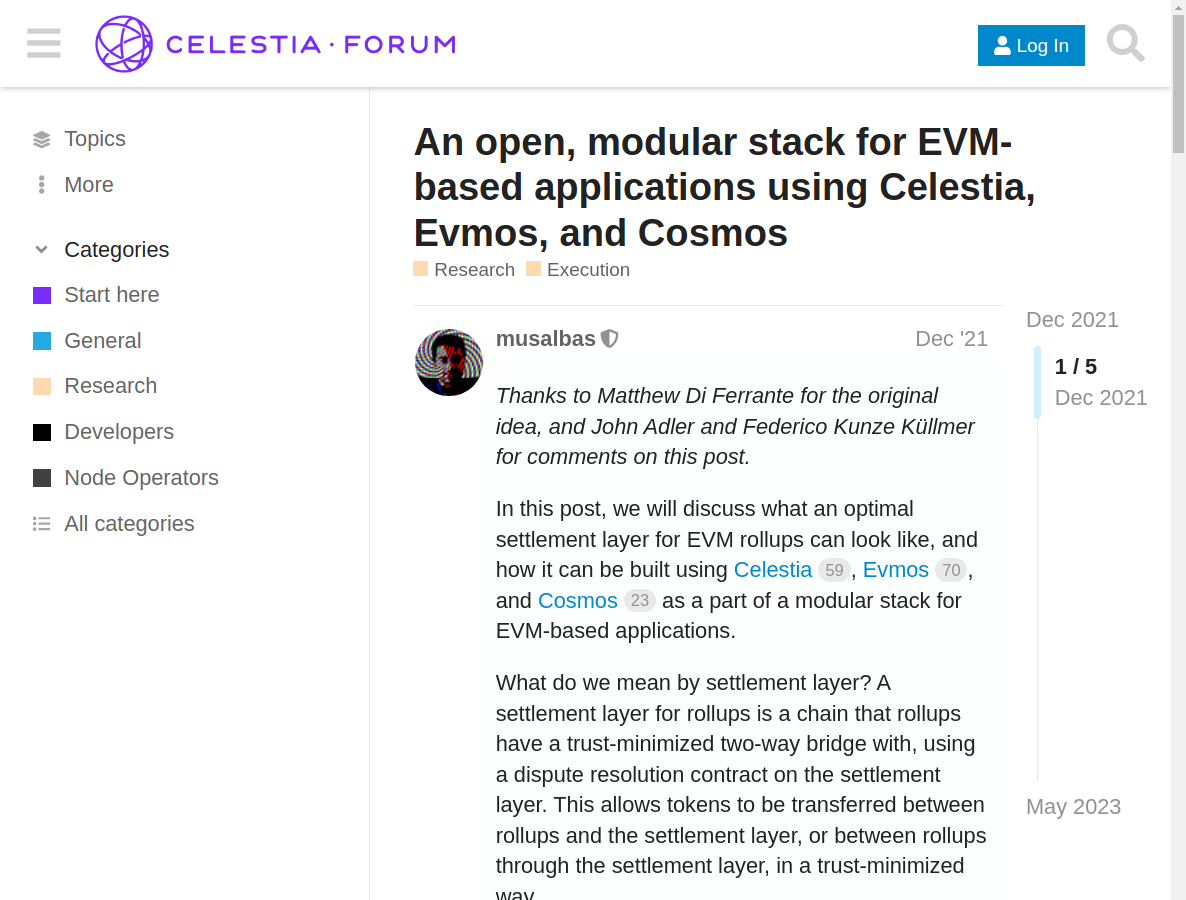 CELESTIA · FORUM
Log In
Topics
More
Categories
Start here
General
Research
Developers
Node Operators
All categories
An open, modular stack for EVM-
based applications using Celestia,
Evmos, and Cosmos
Research Execution
musalbas Dec '21
Thanks to Matthew Di Ferrante for the original
idea, and John Adler and Federico Kunze Küllmer
for comments on this post.
In this post, we will discuss what an optimal
settlement layer for EVM rollups can look like, and
how it can be built using Celestia 59, Evmos 70,
and Cosmos 23 as a part of a modular stack for
EVM-based applications.
What do we mean by settlement layer? A
settlement layer for rollups is a chain that rollups
have a trust-minimized two-way bridge with, using
a dispute resolution contract on the settlement
layer. This allows tokens to be transferred between
rollups and the settlement layer, or between rollups
through the settlement layer, in a trust-minimized
way.
Dec 2021
1 / 5
Dec 2021
May 2023